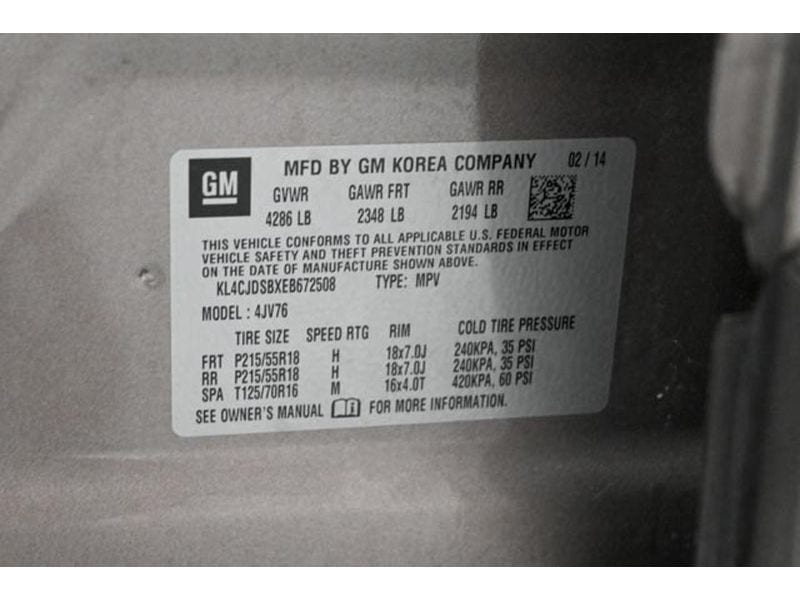 GM MFD BY GM KOREA COMPANY 02 / 14
GVWR GAWR FRT GAWR RR
4286 LB 2348 LB 2194 LB
THIS VEHICLE CONFORMS TO ALL APPLICABLE U.S. FEDERAL MOTOR
VEHICLE SAFETY AND THEFT PREVENTION STANDARDS IN EFFECT
ON THE DATE OF MANUFACTURE SHOWN ABOVE.
KL4CJDSBXEB672508 TYPE: MPV
MODEL : 4JV76
TIRE SIZE SPEED RTG RIM COLD TIRE PRESSURE
FRT P215/55R18 H 18x7.0J 240KPA, 35 PSI
RR P215/55R18 H 18x7.0J 240KPA, 35 PSI
SPA T125/70R16 M 16x4.0T 420KPA, 60 PSI
SEE OWNER'S MANUAL FOR MORE INFORMATION.